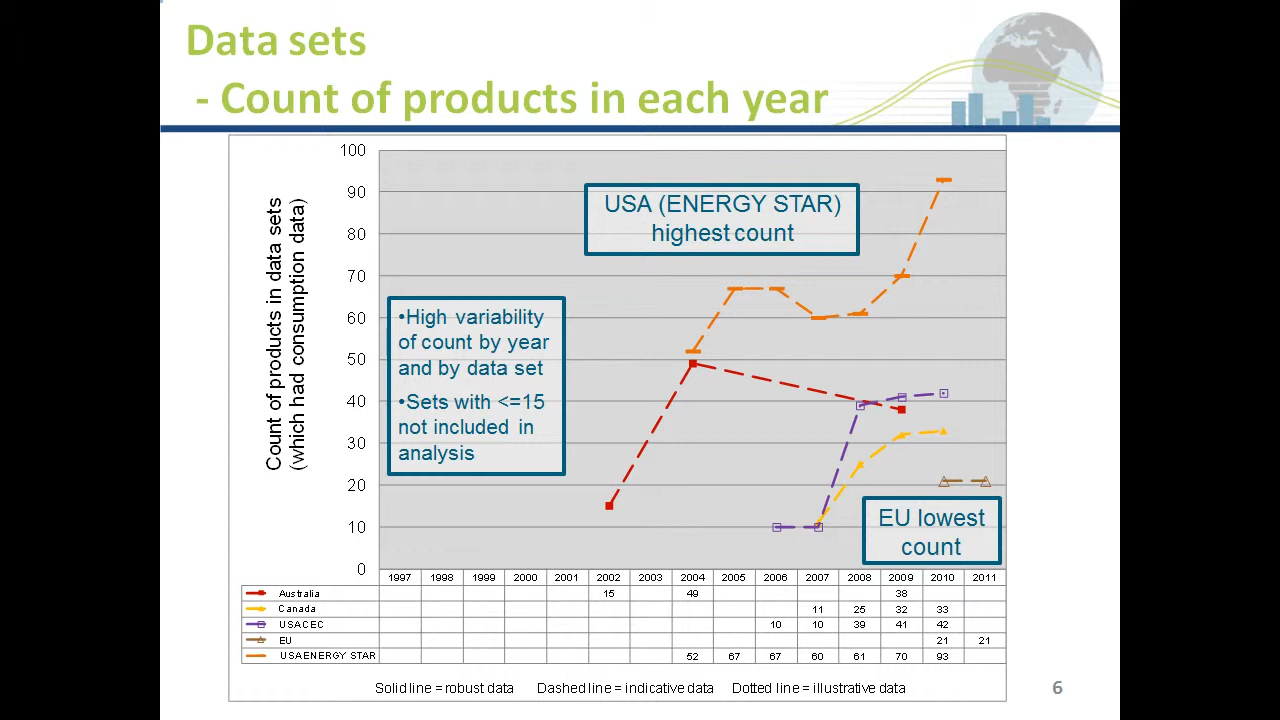 Data sets
- Count of products in each year
100
90
80
70
60
50
40
30
20
10
0
Count of products in data sets
(which had consumption data)
USA (ENERGY STAR)
highest count
•High variability
of count by year
and by data set
•Sets with <=15
not included in
analysis
EU lowest
count
1997 1998 1999 2000 2001 2002 2003 2004 2005 2006 2007 2008 2009 2010 2011
Australia 15 49 38
Canada 11 25 32 33
USA CEC 10 10 39 41 42
EU 21 21
USA ENERGY STAR 52 67 67 60 61 70 93
Solid line = robust data Dashed line = indicative data Dotted line = illustrative data
6